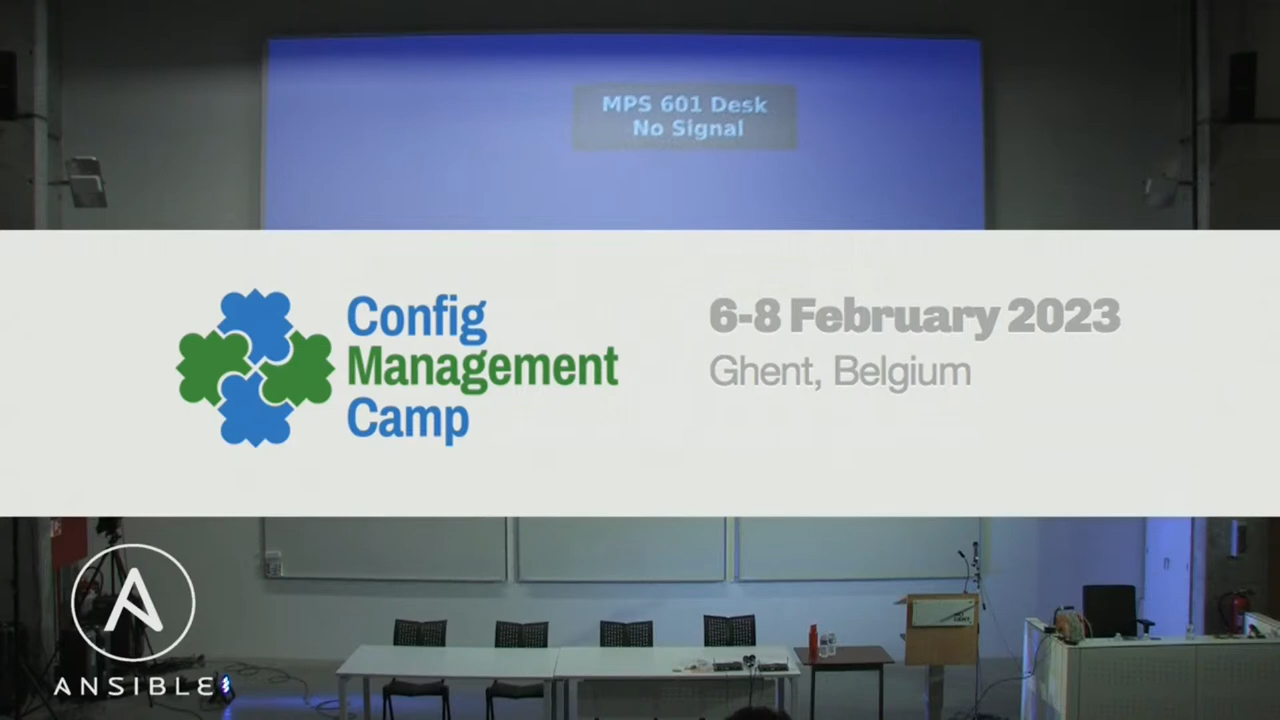 MPS 601 Desk
No Signal
Config
Management
Camp
6-8 February 2023
Ghent, Belgium
ANSIBLE